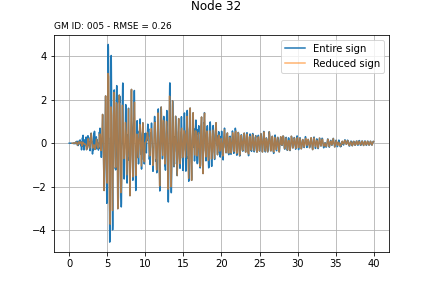 Node 32
GM ID: 005 - RMSE = 0.26
Entire sign
Reduced sign
4
2
0
−2
−4
0 5 10 15 20 25 30 35 40